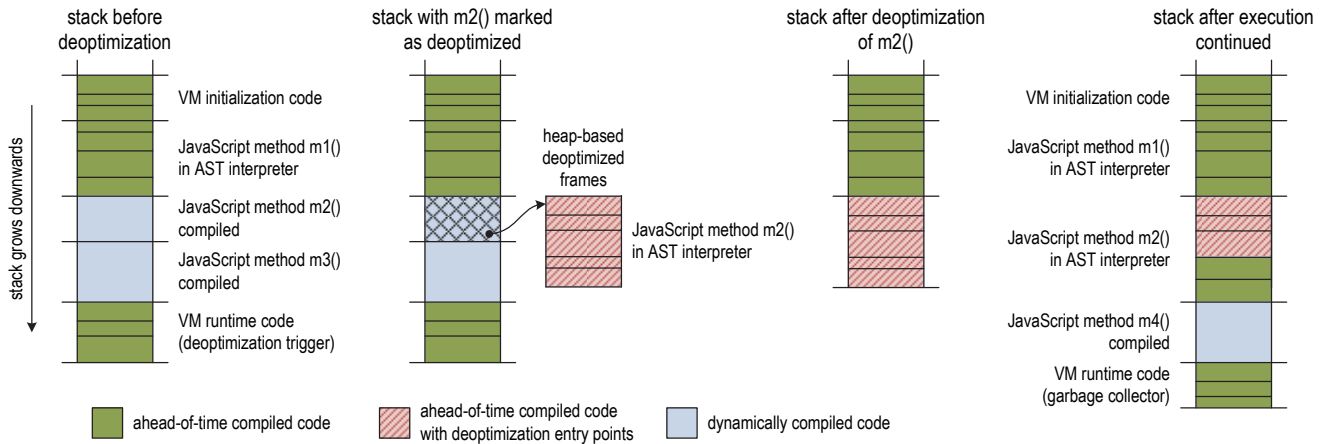 stack before
deoptimization
stack with m2() marked
as deoptimized
stack after deoptimization
of m2()
stack after execution
continued
stack grows downwards
VM initialization code
JavaScript method m1()
in AST interpreter
JavaScript method m2()
compiled
JavaScript method m3()
compiled
VM runtime code
(deoptimization trigger)
heap-based
deoptimized
frames
JavaScript method m2()
in AST interpreter
VM initialization code
JavaScript method m1()
in AST interpreter
JavaScript method m2()
in AST interpreter
JavaScript method m4()
compiled
VM runtime code
(garbage collector)
ahead-of-time compiled code
ahead-of-time compiled code
with deoptimization entry points
dynamically compiled code